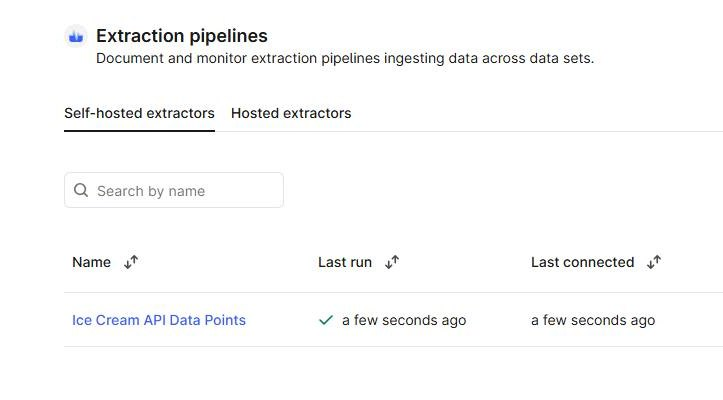 Extraction pipelines
Document and monitor extraction pipelines ingesting data across data sets.
Self-hosted extractors Hosted extractors
Search by name
Name Last run Last connected
Ice Cream API Data Points a few seconds ago a few seconds ago